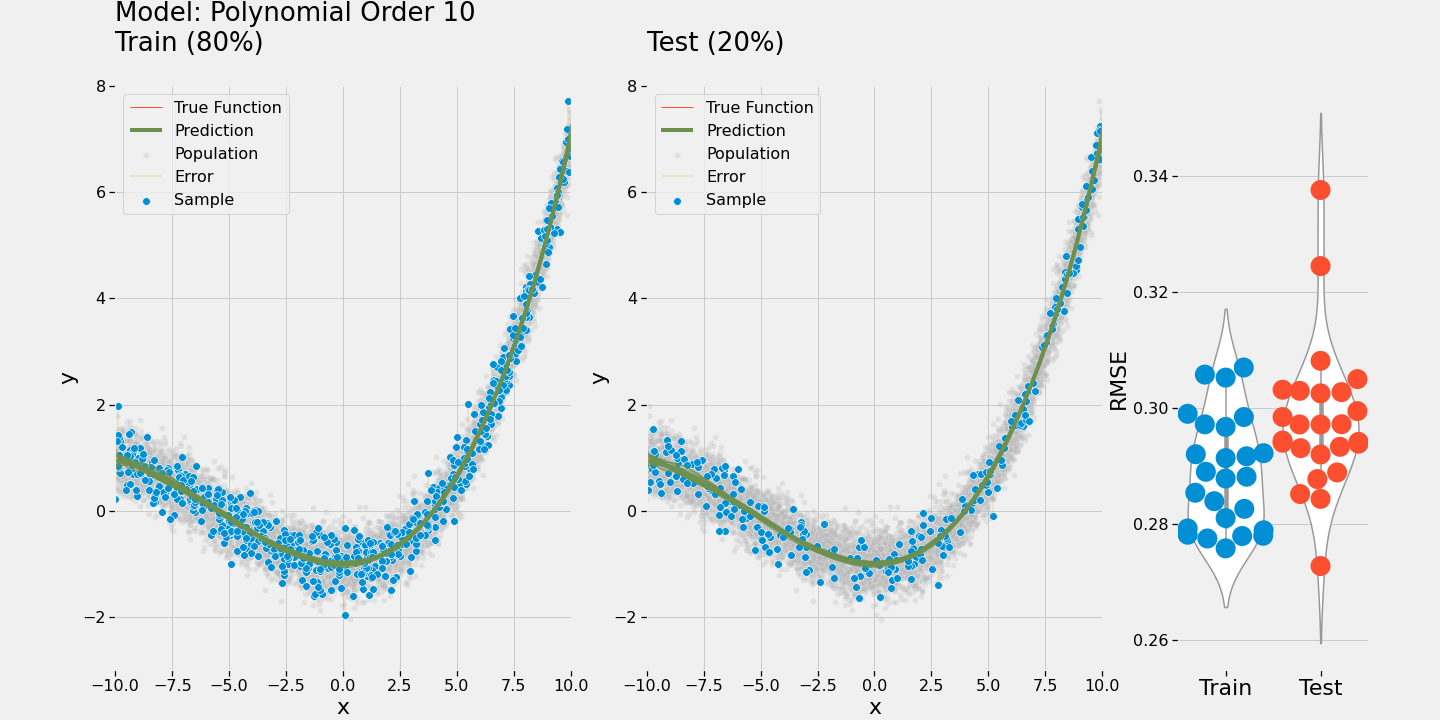 Model: Polynomial Order 10
Train (80%)
Test (20%)
8
6
4
2
0
−2
True Function
Prediction
Population
Error
Sample
y
−10.0 −7.5 −5.0 −2.5 0.0 2.5 5.0 7.5 10.0
x
8
6
4
2
0
−2
True Function
Prediction
Population
Error
Sample
y
−10.0 −7.5 −5.0 −2.5 0.0 2.5 5.0 7.5 10.0
x
0.34
0.32
0.30
0.28
0.26
RMSE
Train Test